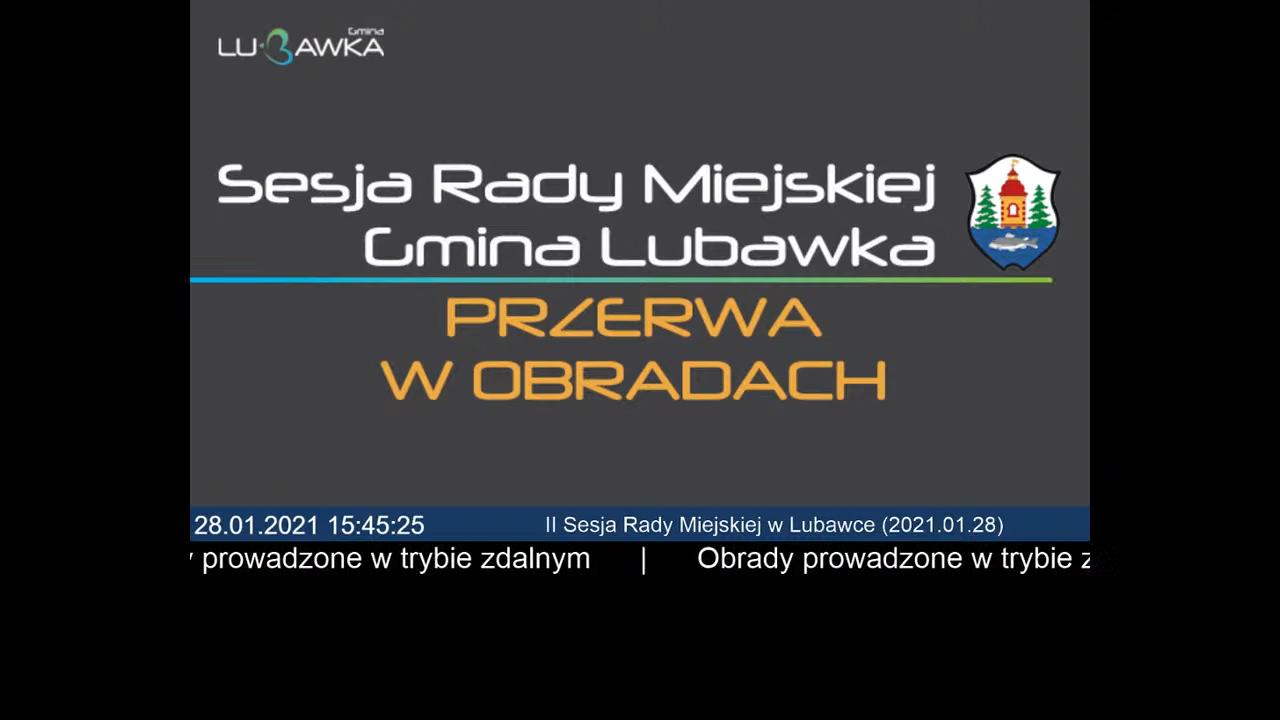 Gmina
LUBAWKA
Sesja Rady Miejskiej
Gmina Lubawka
PRZERWA
W OBRADACH
28.01.2021 15:45:25 II Sesja Rady Miejskiej w Lubawce (2021.01.28)
prowadzone w trybie zdalnym | Obrady prowadzone w trybie